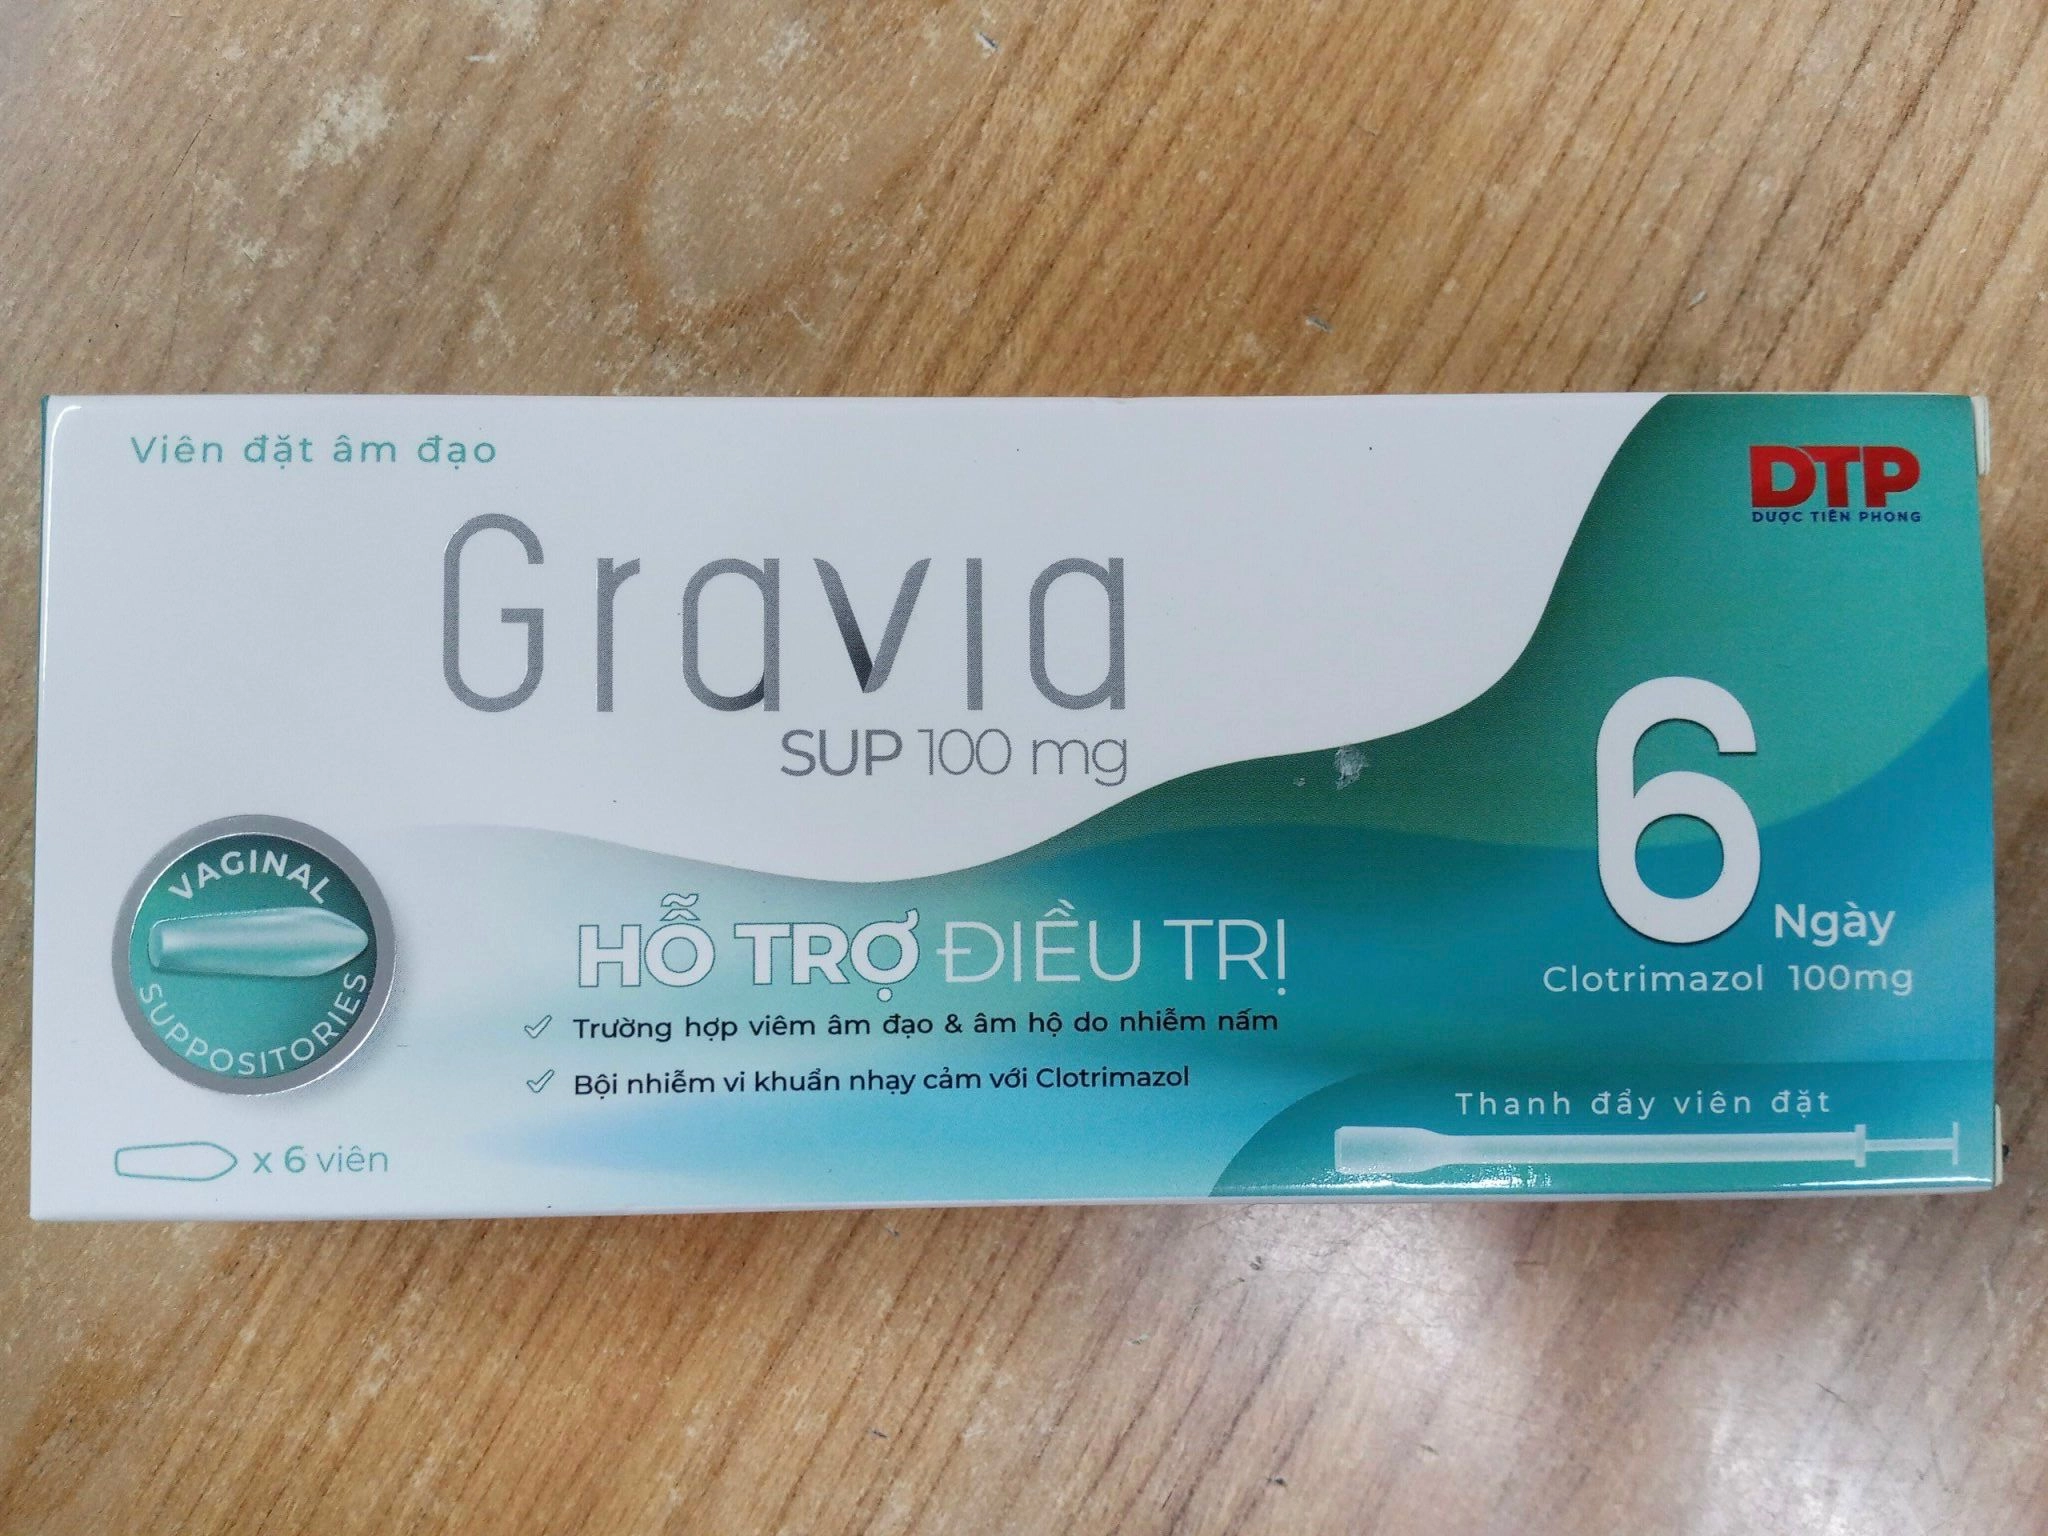 Viên đặt âm đạo
DTP
DƯỢC TIÊN PHONG
Gravia
SUP 100 mg
6
Ngày
Clotrimazol 100mg
VAGINAL
SUPPOSITORIES
HỖ TRỢ ĐIỀU TRỊ
Trường hợp viêm âm đạo & âm hộ do nhiễm nấm
Bội nhiễm vi khuẩn nhạy cảm với Clotrimazol
Thanh đẩy viên đặt
x 6 viên